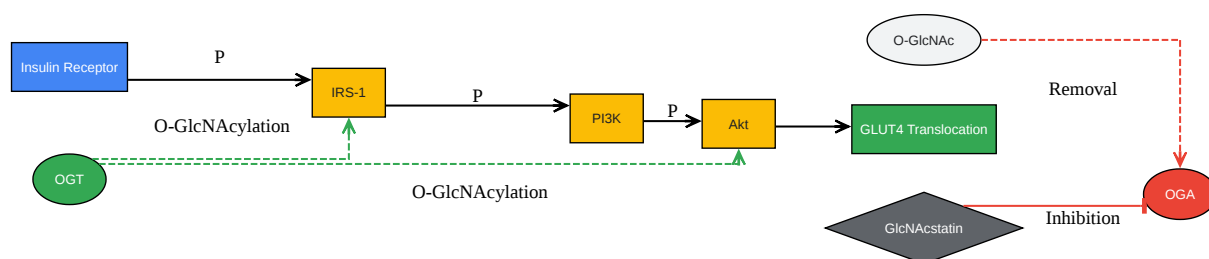 O-GlcNAc
Insulin Receptor
P
IRS-1
P
PI3K
P
Akt
GLUT4 Translocation
Removal
O-GlcNAcylation
OGT
O-GlcNAcylation
GlcNAcstatin
Inhibition
OGA